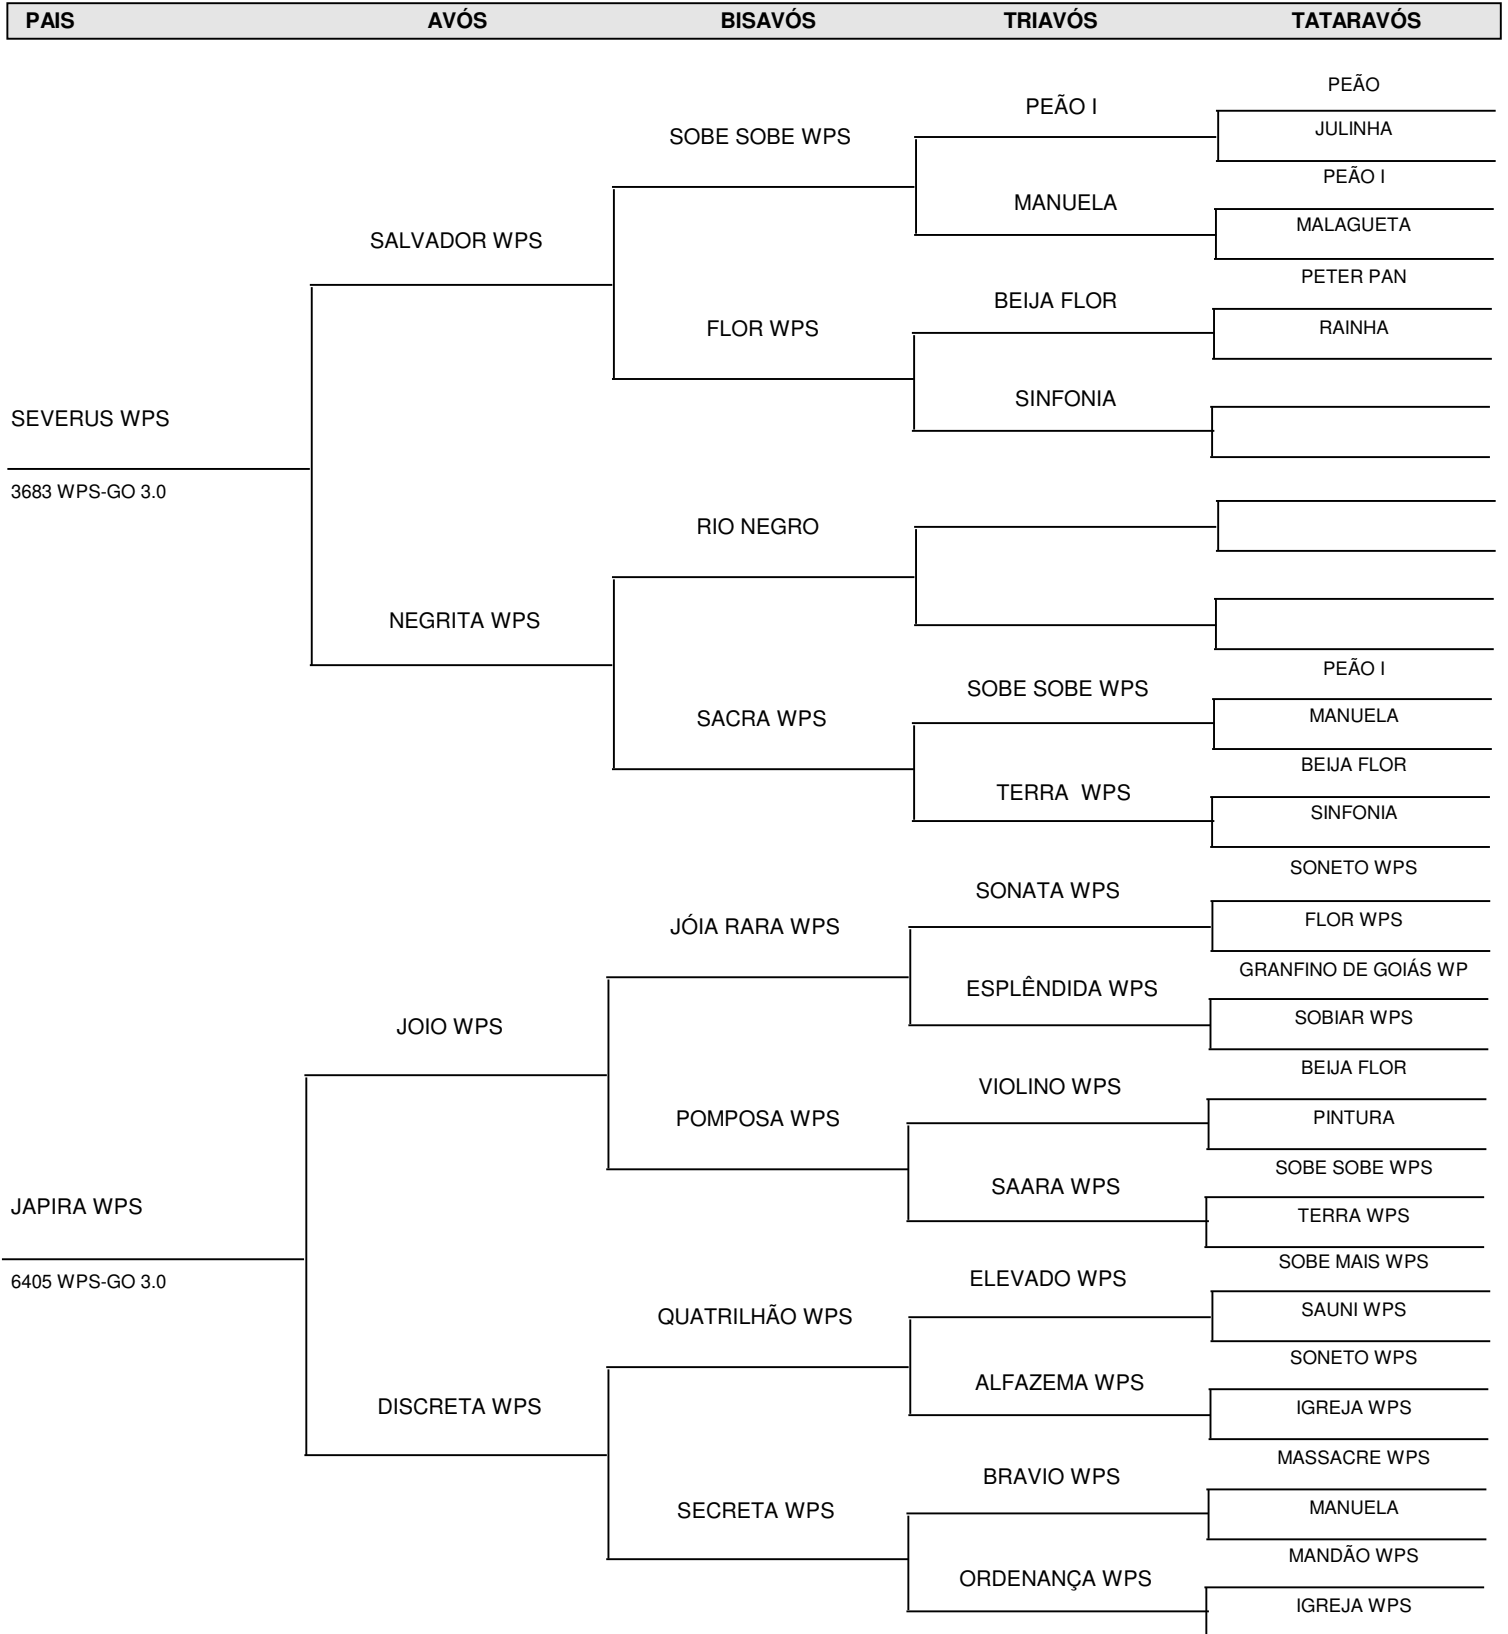 PAIS AVÓS BISAVÓS TRIAVÓS TATARAVÓS
PEÃO
PEÃO I
JULINHA
SOBE SOBE WPS
PEÃO I
MANUELA
MALAGUETA
SALVADOR WPS
PETER PAN
BEIJA FLOR
FLOR WPS
RAINHA
SINFONIA
SEVERUS WPS
3683 WPS-GO 3.0
RIO NEGRO
NEGRITA WPS
PEÃO I
SOBE SOBE WPS
SACRA WPS
MANUELA
BEIJA FLOR
TERRA WPS
SINFONIA
SONETO WPS
SONATA WPS
JÓIA RARA WPS
FLOR WPS
GRANFINO DE GOIÁS WP
ESPLÊNDIDA WPS
SOBIAR WPS
JOIO WPS
BEIJA FLOR
VIOLINO WPS
POMPOSA WPS
PINTURA
SOBE SOBE WPS
SAARA WPS
JAPIRA WPS
TERRA WPS
SOBE MAIS WPS
6405 WPS-GO 3.0
ELEVADO WPS
QUATRILHÃO WPS
SAUNI WPS
SONETO WPS
ALFAZEMA WPS
DISCRETA WPS
IGREJA WPS
MASSACRE WPS
BRAVIO WPS
SECRETA WPS
MANUELA
MANDÃO WPS
ORDENANÇA WPS
IGREJA WPS